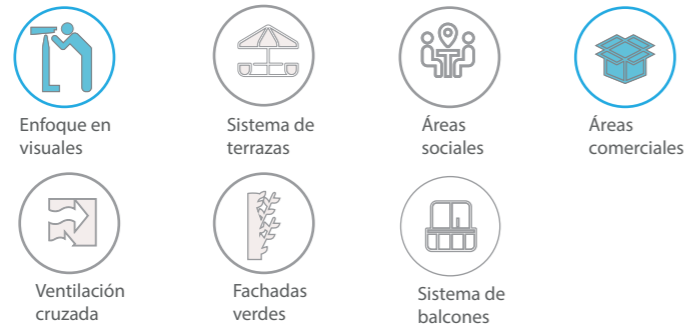 Enfoque en
visuales
Sistema de
terrazas
Áreas
sociales
Áreas
comerciales
Ventilación
cruzada
Fachadas
verdes
Sistema de
balcones